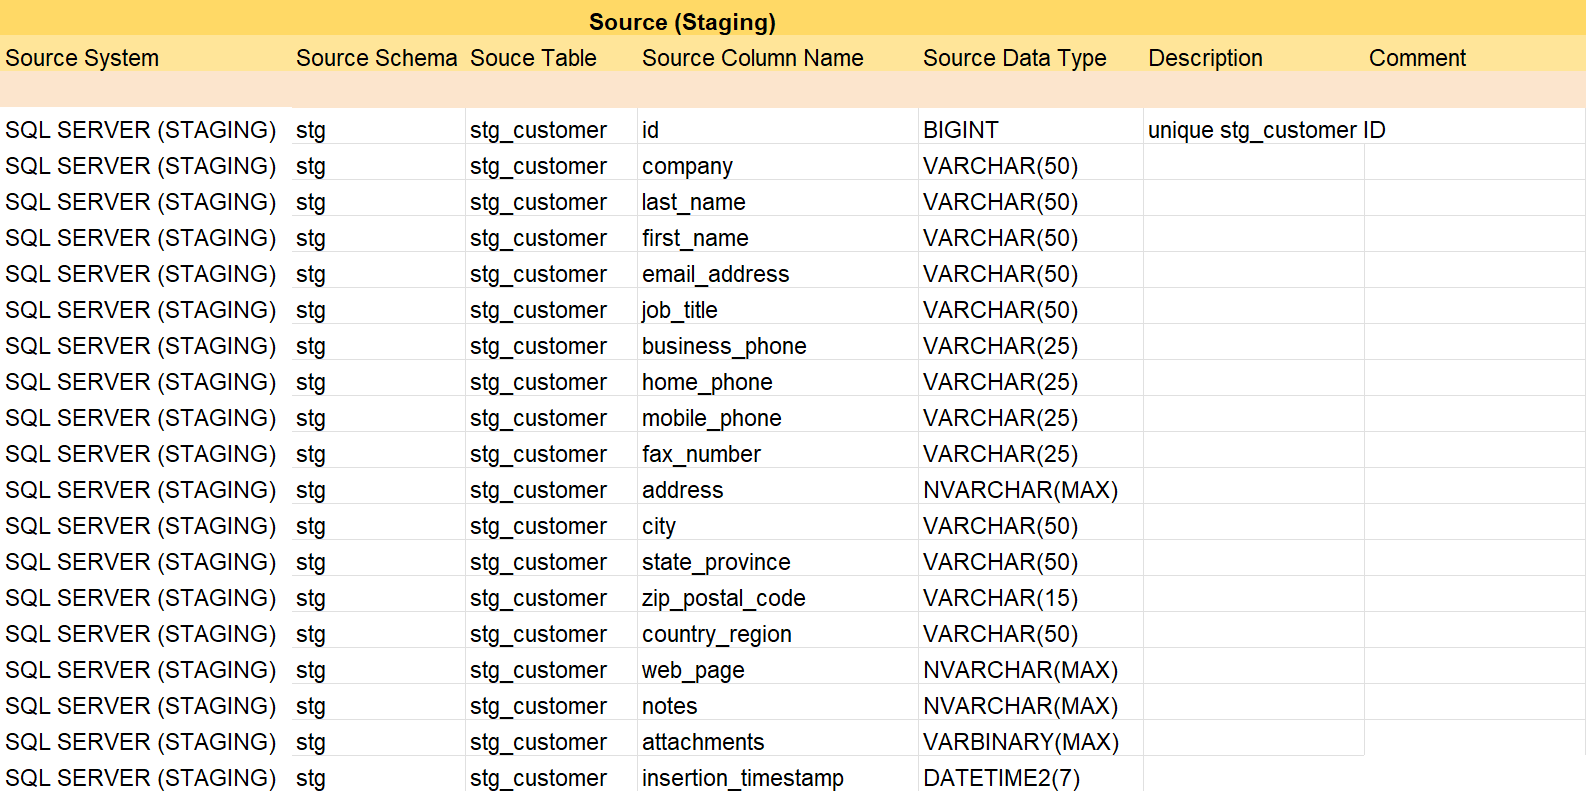 Source (Staging)
Source System Source Schema Souce Table Source Column Name Source Data Type Description Comment
SQL SERVER (STAGING) stg stg_customer id BIGINT unique stg_customer ID
SQL SERVER (STAGING) stg stg_customer company VARCHAR(50)
SQL SERVER (STAGING) stg stg_customer last_name VARCHAR(50)
SQL SERVER (STAGING) stg stg_customer first_name VARCHAR(50)
SQL SERVER (STAGING) stg stg_customer email_address VARCHAR(50)
SQL SERVER (STAGING) stg stg_customer job_title VARCHAR(50)
SQL SERVER (STAGING) stg stg_customer business_phone VARCHAR(25)
SQL SERVER (STAGING) stg stg_customer home_phone VARCHAR(25)
SQL SERVER (STAGING) stg stg_customer mobile_phone VARCHAR(25)
SQL SERVER (STAGING) stg stg_customer fax_number VARCHAR(25)
SQL SERVER (STAGING) stg stg_customer address NVARCHAR(MAX)
SQL SERVER (STAGING) stg stg_customer city VARCHAR(50)
SQL SERVER (STAGING) stg stg_customer state_province VARCHAR(50)
SQL SERVER (STAGING) stg stg_customer zip_postal_code VARCHAR(15)
SQL SERVER (STAGING) stg stg_customer country_region VARCHAR(50)
SQL SERVER (STAGING) stg stg_customer web_page NVARCHAR(MAX)
SQL SERVER (STAGING) stg stg_customer notes NVARCHAR(MAX)
SQL SERVER (STAGING) stg stg_customer attachments VARBINARY(MAX)
SQL SERVER (STAGING) stg stg_customer insertion_timestamp DATETIME2(7)